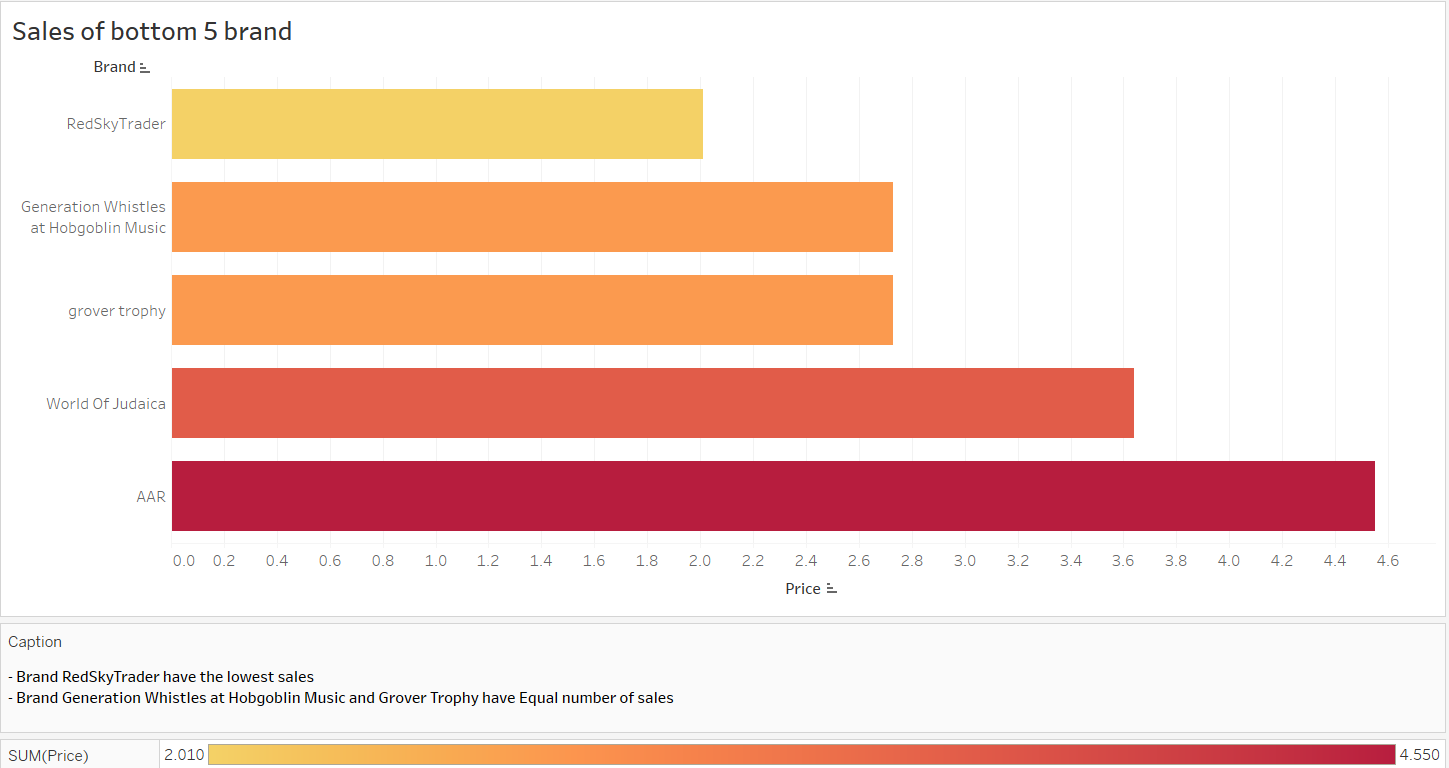 Sales of bottom 5 brand
Brand
RedSkyTrader
Generation Whistles
at Hobgoblin Music
grover trophy
World Of Judaica
AAR
0.0 0.2 0.4 0.6 0.8 1.0 1.2 1.4 1.6 1.8 2.0 2.2 2.4 2.6 2.8 3.0 3.2 3.4 3.6 3.8 4.0 4.2 4.4 4.6
Price
Caption
- Brand RedSkyTrader have the lowest sales
- Brand Generation Whistles at Hobgoblin Music and Grover Trophy have Equal number of sales
SUM(Price) 2.010 4.550